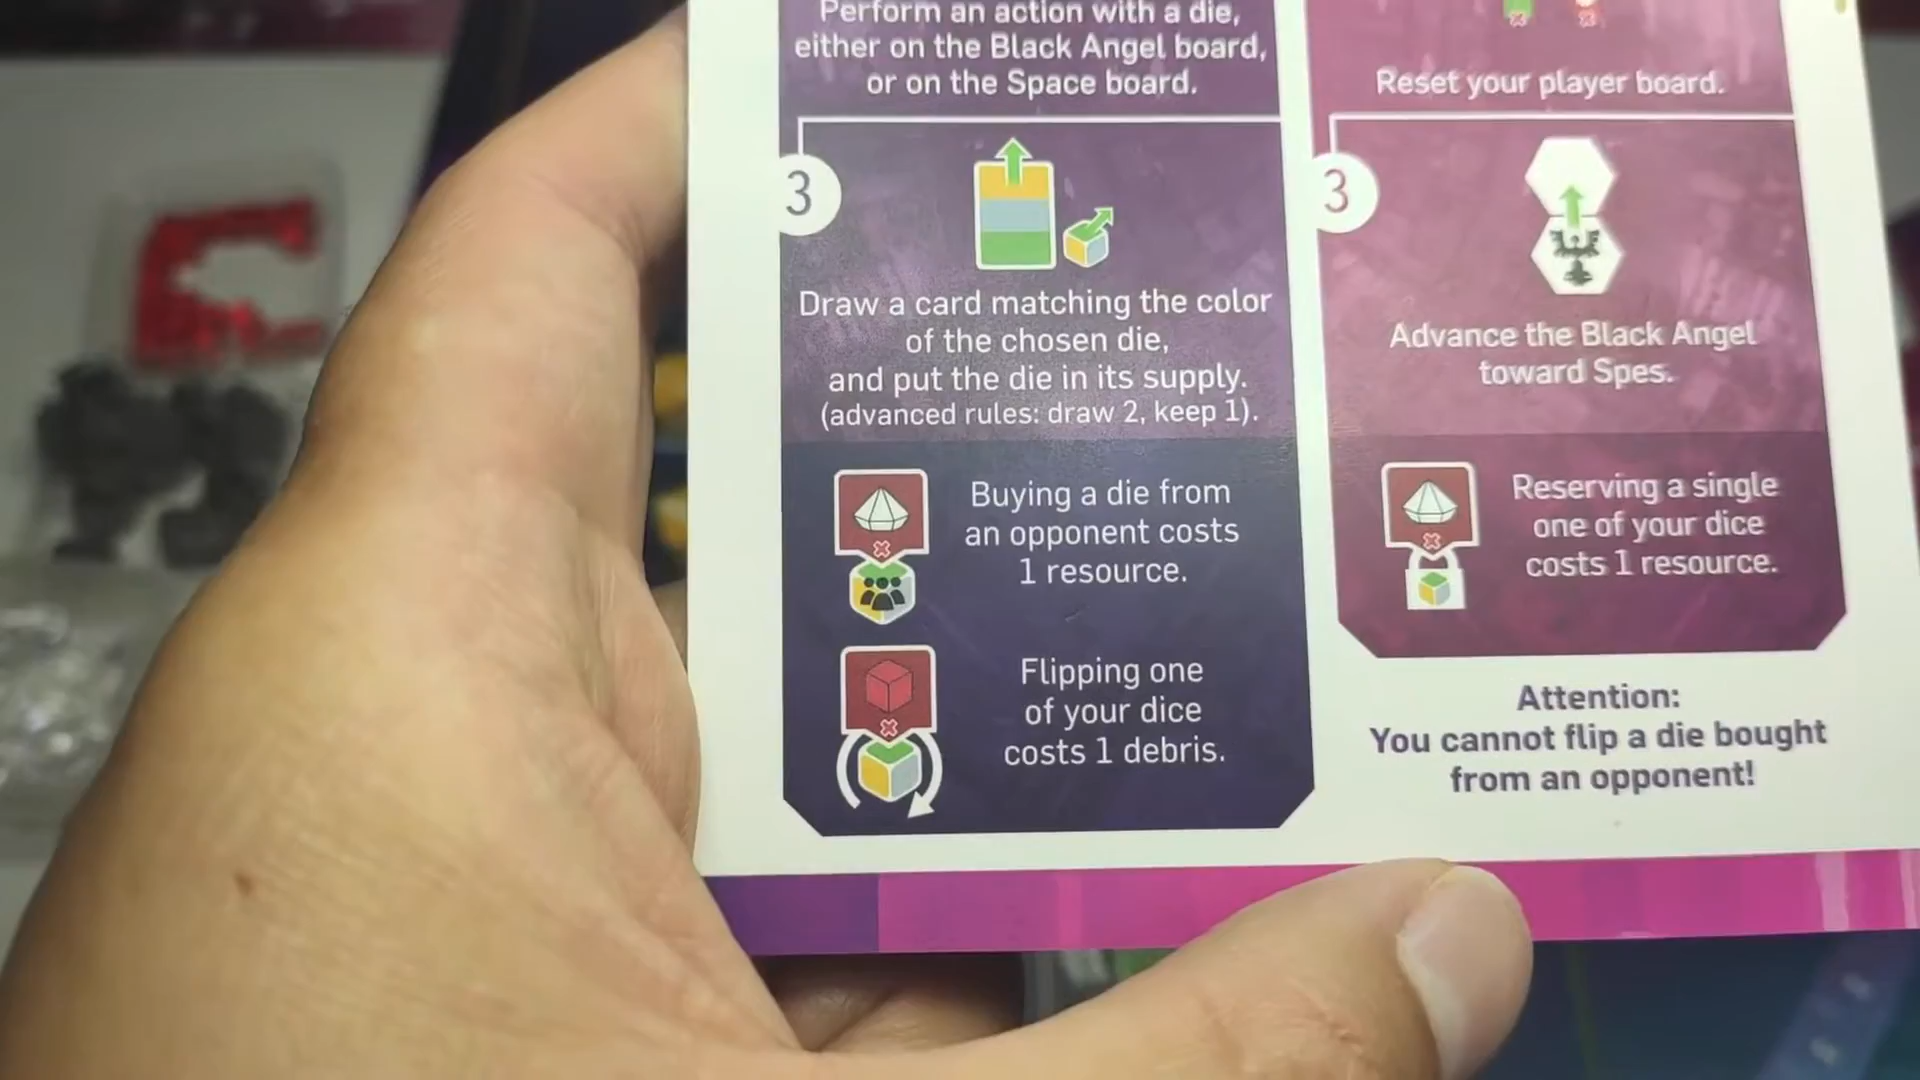 Perform an action with a die,
either on the Black Angel board,
or on the Space board.
3
Draw a card matching the color
of the chosen die,
and put the die in its supply.
(advanced rules: draw 2, keep 1).
Buying a die from
an opponent costs
1 resource.
Flipping one
of your dice
costs 1 debris.
Reset your player board.
3
Advance the Black Angel
toward Spes.
Reserving a single
one of your dice
costs 1 resource.
Attention:
You cannot flip a die bought
from an opponent!